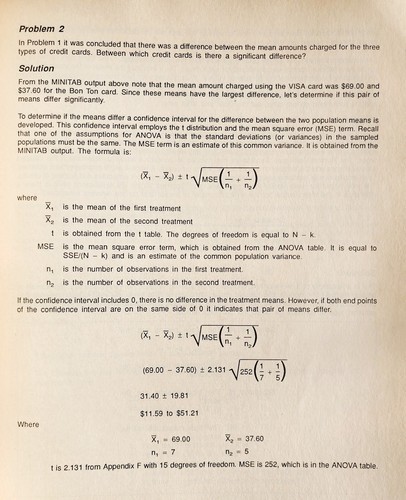 Problem 2
In Problem 1 it was concluded that there was a difference between the mean amounts charged for the three
types of credit cards. Between which credit cards is there a significant difference?
Solution
From the MINITAB output above note that the mean amount charged using the VISA card was $69.00 and
$37.60 for the Bon Ton card. Since these means have the largest difference, let's determine if this pair of
means differ significantly.
To determine if the means differ a confidence interval for the difference between the two population means is
developed. This confidence interval employs the t distribution and the mean square error (MSE) term. Recall
that one of the assumptions for ANOVA is that the standard deviations (or variances) in the sampled
populations must be the same. The MSE term is an estimate of this common variance. It is obtained from the
MINITAB output. The formula is:
(X̄₁ - X̄₂) ± t √MSE(1/n₁ + 1/n₂)
where
X̄₁ is the mean of the first treatment
X̄₂ is the mean of the second treatment
t is obtained from the t table. The degrees of freedom is equal to N - k.
MSE is the mean square error term, which is obtained from the ANOVA table. It is equal to
SSE/(N - k) and is an estimate of the common population variance.
n₁ is the number of observations in the first treatment.
n₂ is the number of observations in the second treatment.
If the confidence interval includes 0, there is no difference in the treatment means. However, if both end points
of the confidence interval are on the same side of 0 it indicates that pair of means differ.
(X̄₁ - X̄₂) ± t √MSE(1/n₁ + 1/n₂)
(69.00 - 37.60) ± 2.131 √252(1/7 + 1/5)
31.40 ± 19.81
$11.59 to $51.21
Where
X̄₁ = 69.00 X̄₂ = 37.60
n₁ = 7 n₂ = 5
t is 2.131 from Appendix F with 15 degrees of freedom. MSE is 252, which is in the ANOVA table.